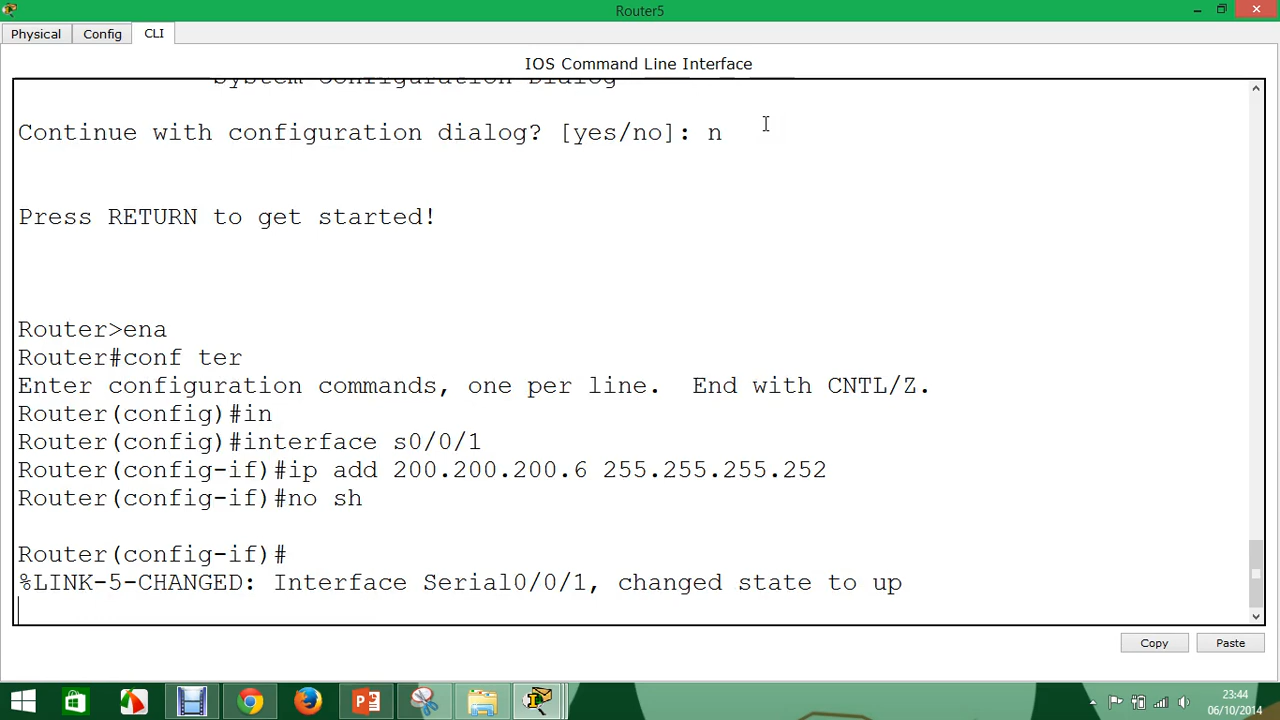 Router5
Physical Config CLI
IOS Command Line Interface
System Configuration Dialog
Continue with configuration dialog? [yes/no]: n
Press RETURN to get started!
Router>ena
Router#conf ter
Enter configuration commands, one per line.  End with CNTL/Z.
Router(config)#in
Router(config)#interface s0/0/1
Router(config-if)#ip add 200.200.200.6 255.255.255.252
Router(config-if)#no sh
Router(config-if)#
%LINK-5-CHANGED: Interface Serial0/0/1, changed state to up
Copy Paste
23:44
06/10/2014